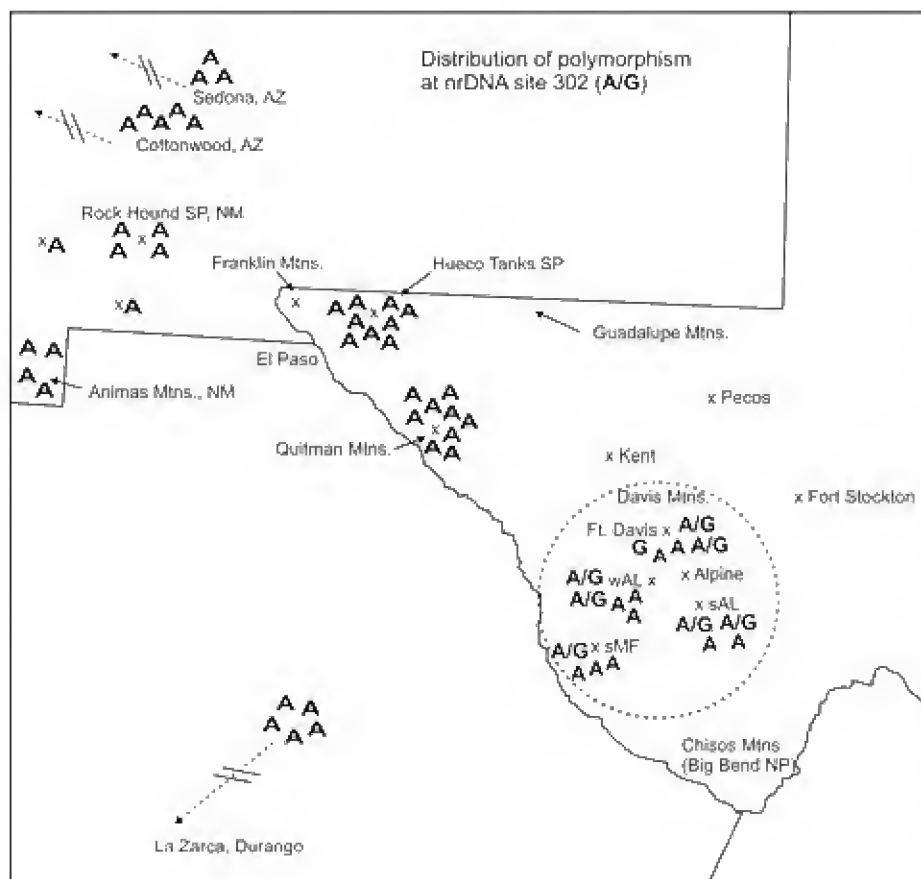 Distribution of polymorphism
at nrDNA site 302 (A/G)
A
A A
Sedona, AZ
A A
A A A
Cottonwood, AZ
Rock Hound SP, NM
x A
A x A
A A
x A
Franklin Mtns.
x
Hueco Tanks SP
A A x A A
A A A
A A
Guadalupe Mtns.
El Paso
A A
A A
Animas Mtns., NM
A A
A A A A
x A
A A
Quitman Mtns.
x Pecos
x Kent
x Fort Stockton
Davis Mtns.
Ft. Davis x A/G
G A A A/G
A/G wAL x
A/G A A
A
x Alpine
x sAL
A/G A/G
A A
A/G x sMF
A A A
Chisos Mtns
(Big Bend NP)
A A
A A A
La Zarca, Durango